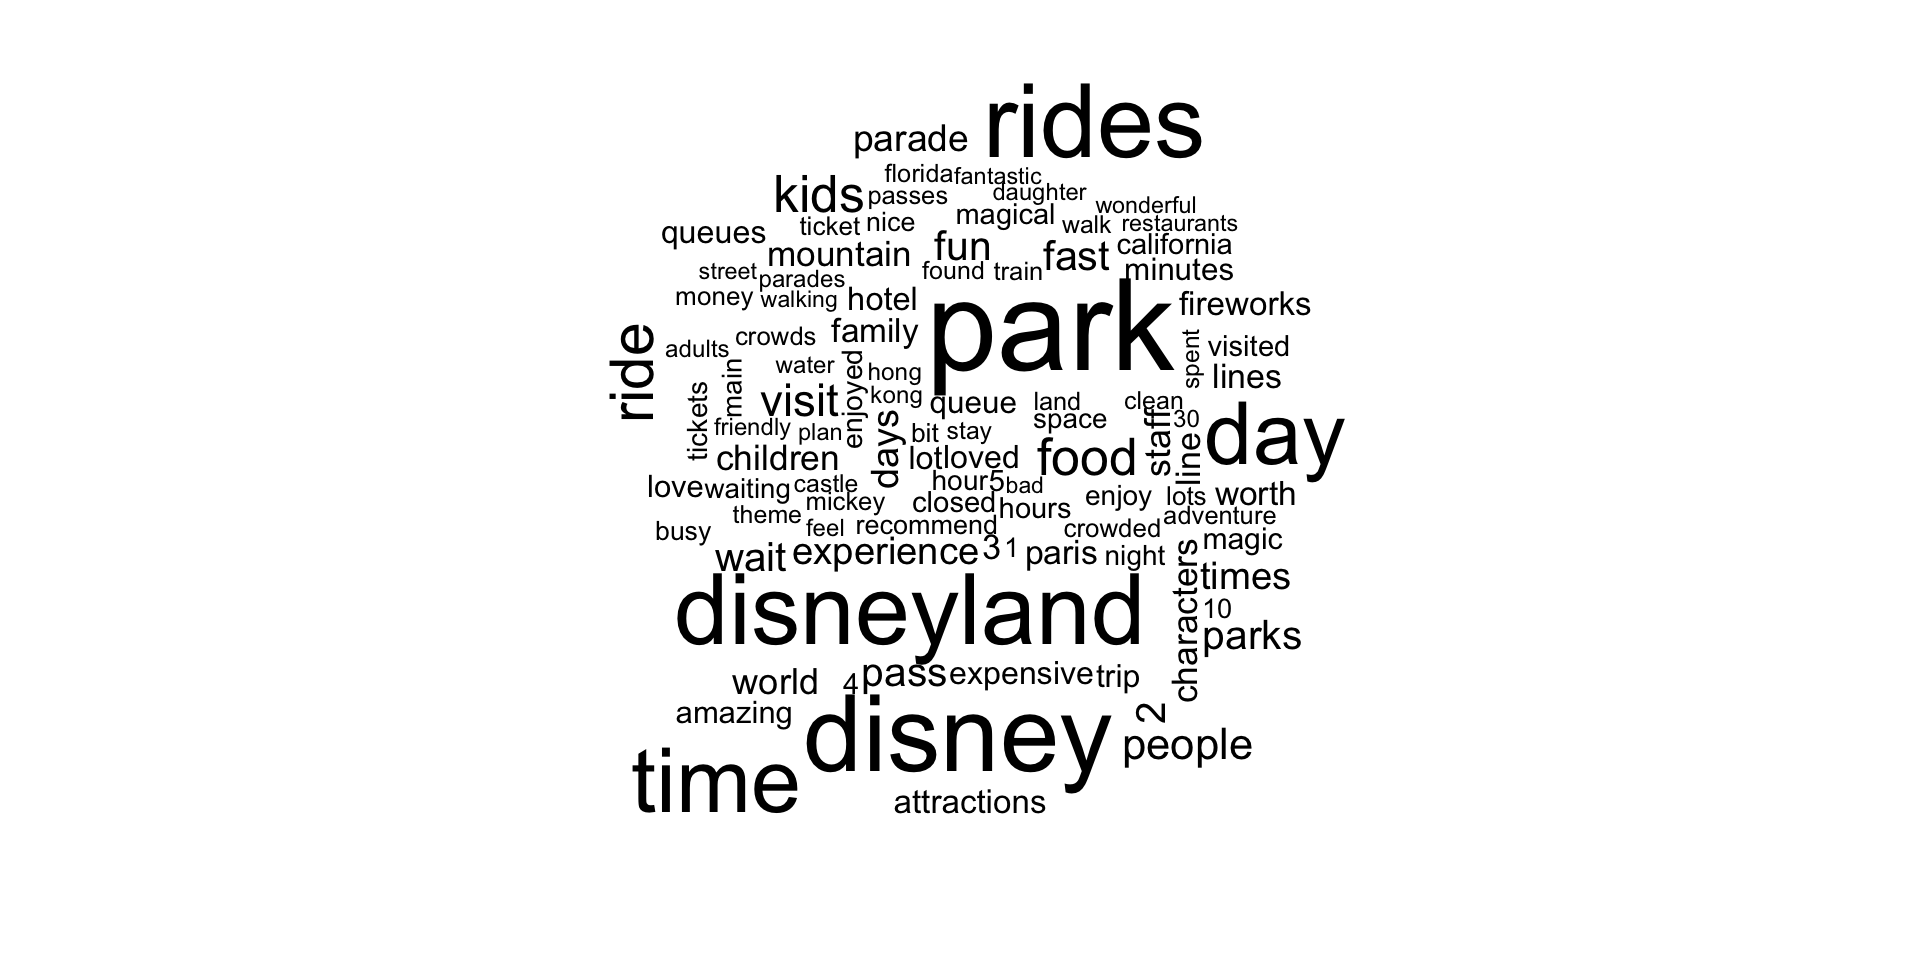 rides
parade
florida fantastic
kids passes daughter
magical wonderful
queues ticket nice walk restaurants
mountain fun fast california
street parades found train minutes
money walking hotel park fireworks
ride adults crowds family spent visited
main water enjoyed hong lines
tickets visit kong queue land clean
friendly plan days bit stay space staff 30 day
children lot loved food line
love waiting castle hour 5 bad
mickey closed hours enjoy lots worth
busy theme feel recommend crowded adventure
wait experience 3 1 paris night characters magic
disneyland times
10
parks
world 4 pass expensive trip
amazing disney 2 people
time
attractions